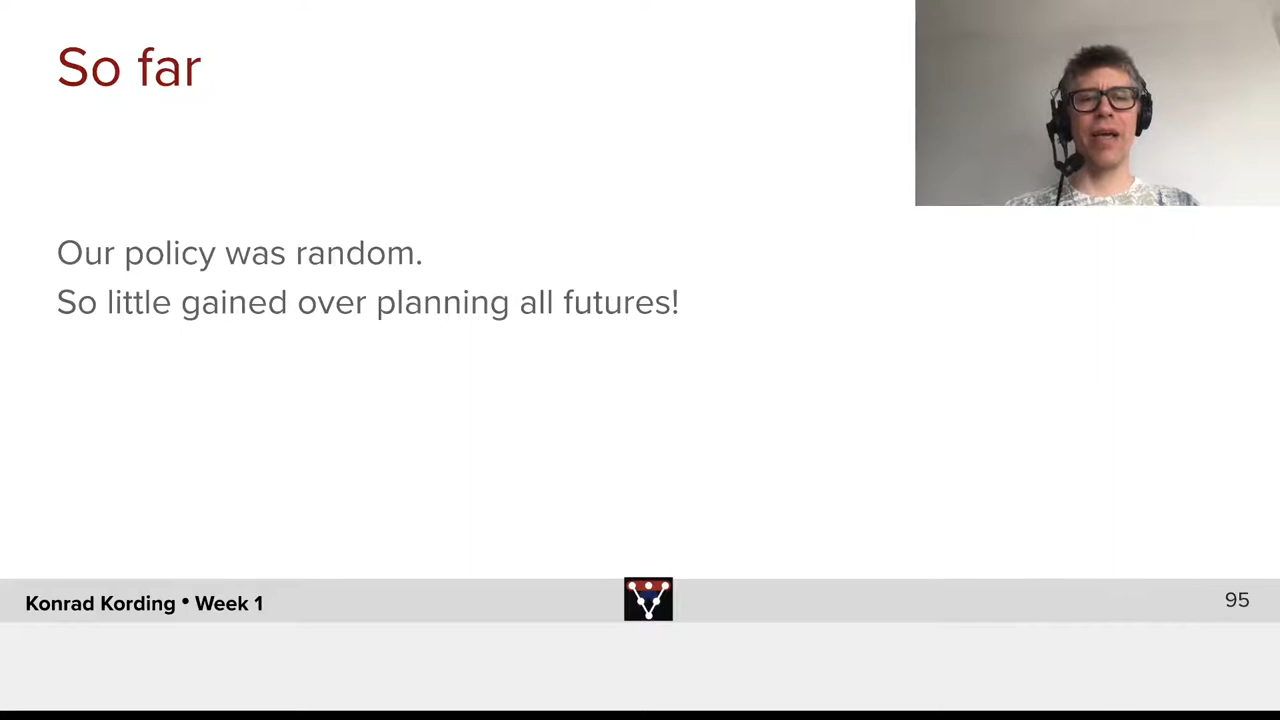 So far
Our policy was random.
So little gained over planning all futures!
Konrad Kording • Week 1
95